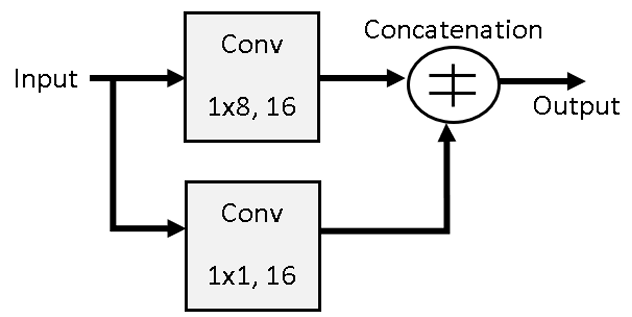 Conv
1x8, 16
Concatenation
Input
Output
Conv
1x1, 16